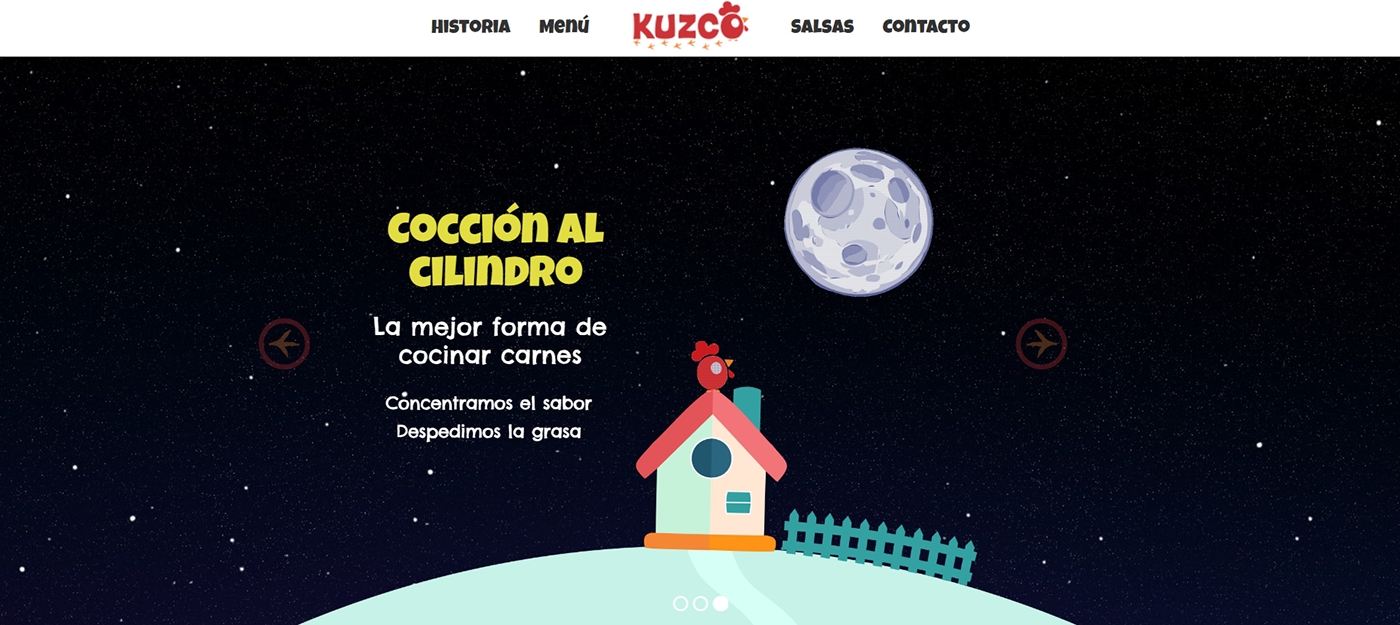 HISTORIA Menú KUZCO SALSAS CONTACTO
COCCIÓN AL
CILINDRO
La mejor forma de
cocinar carnes
Concentramos el sabor
Despedimos la grasa